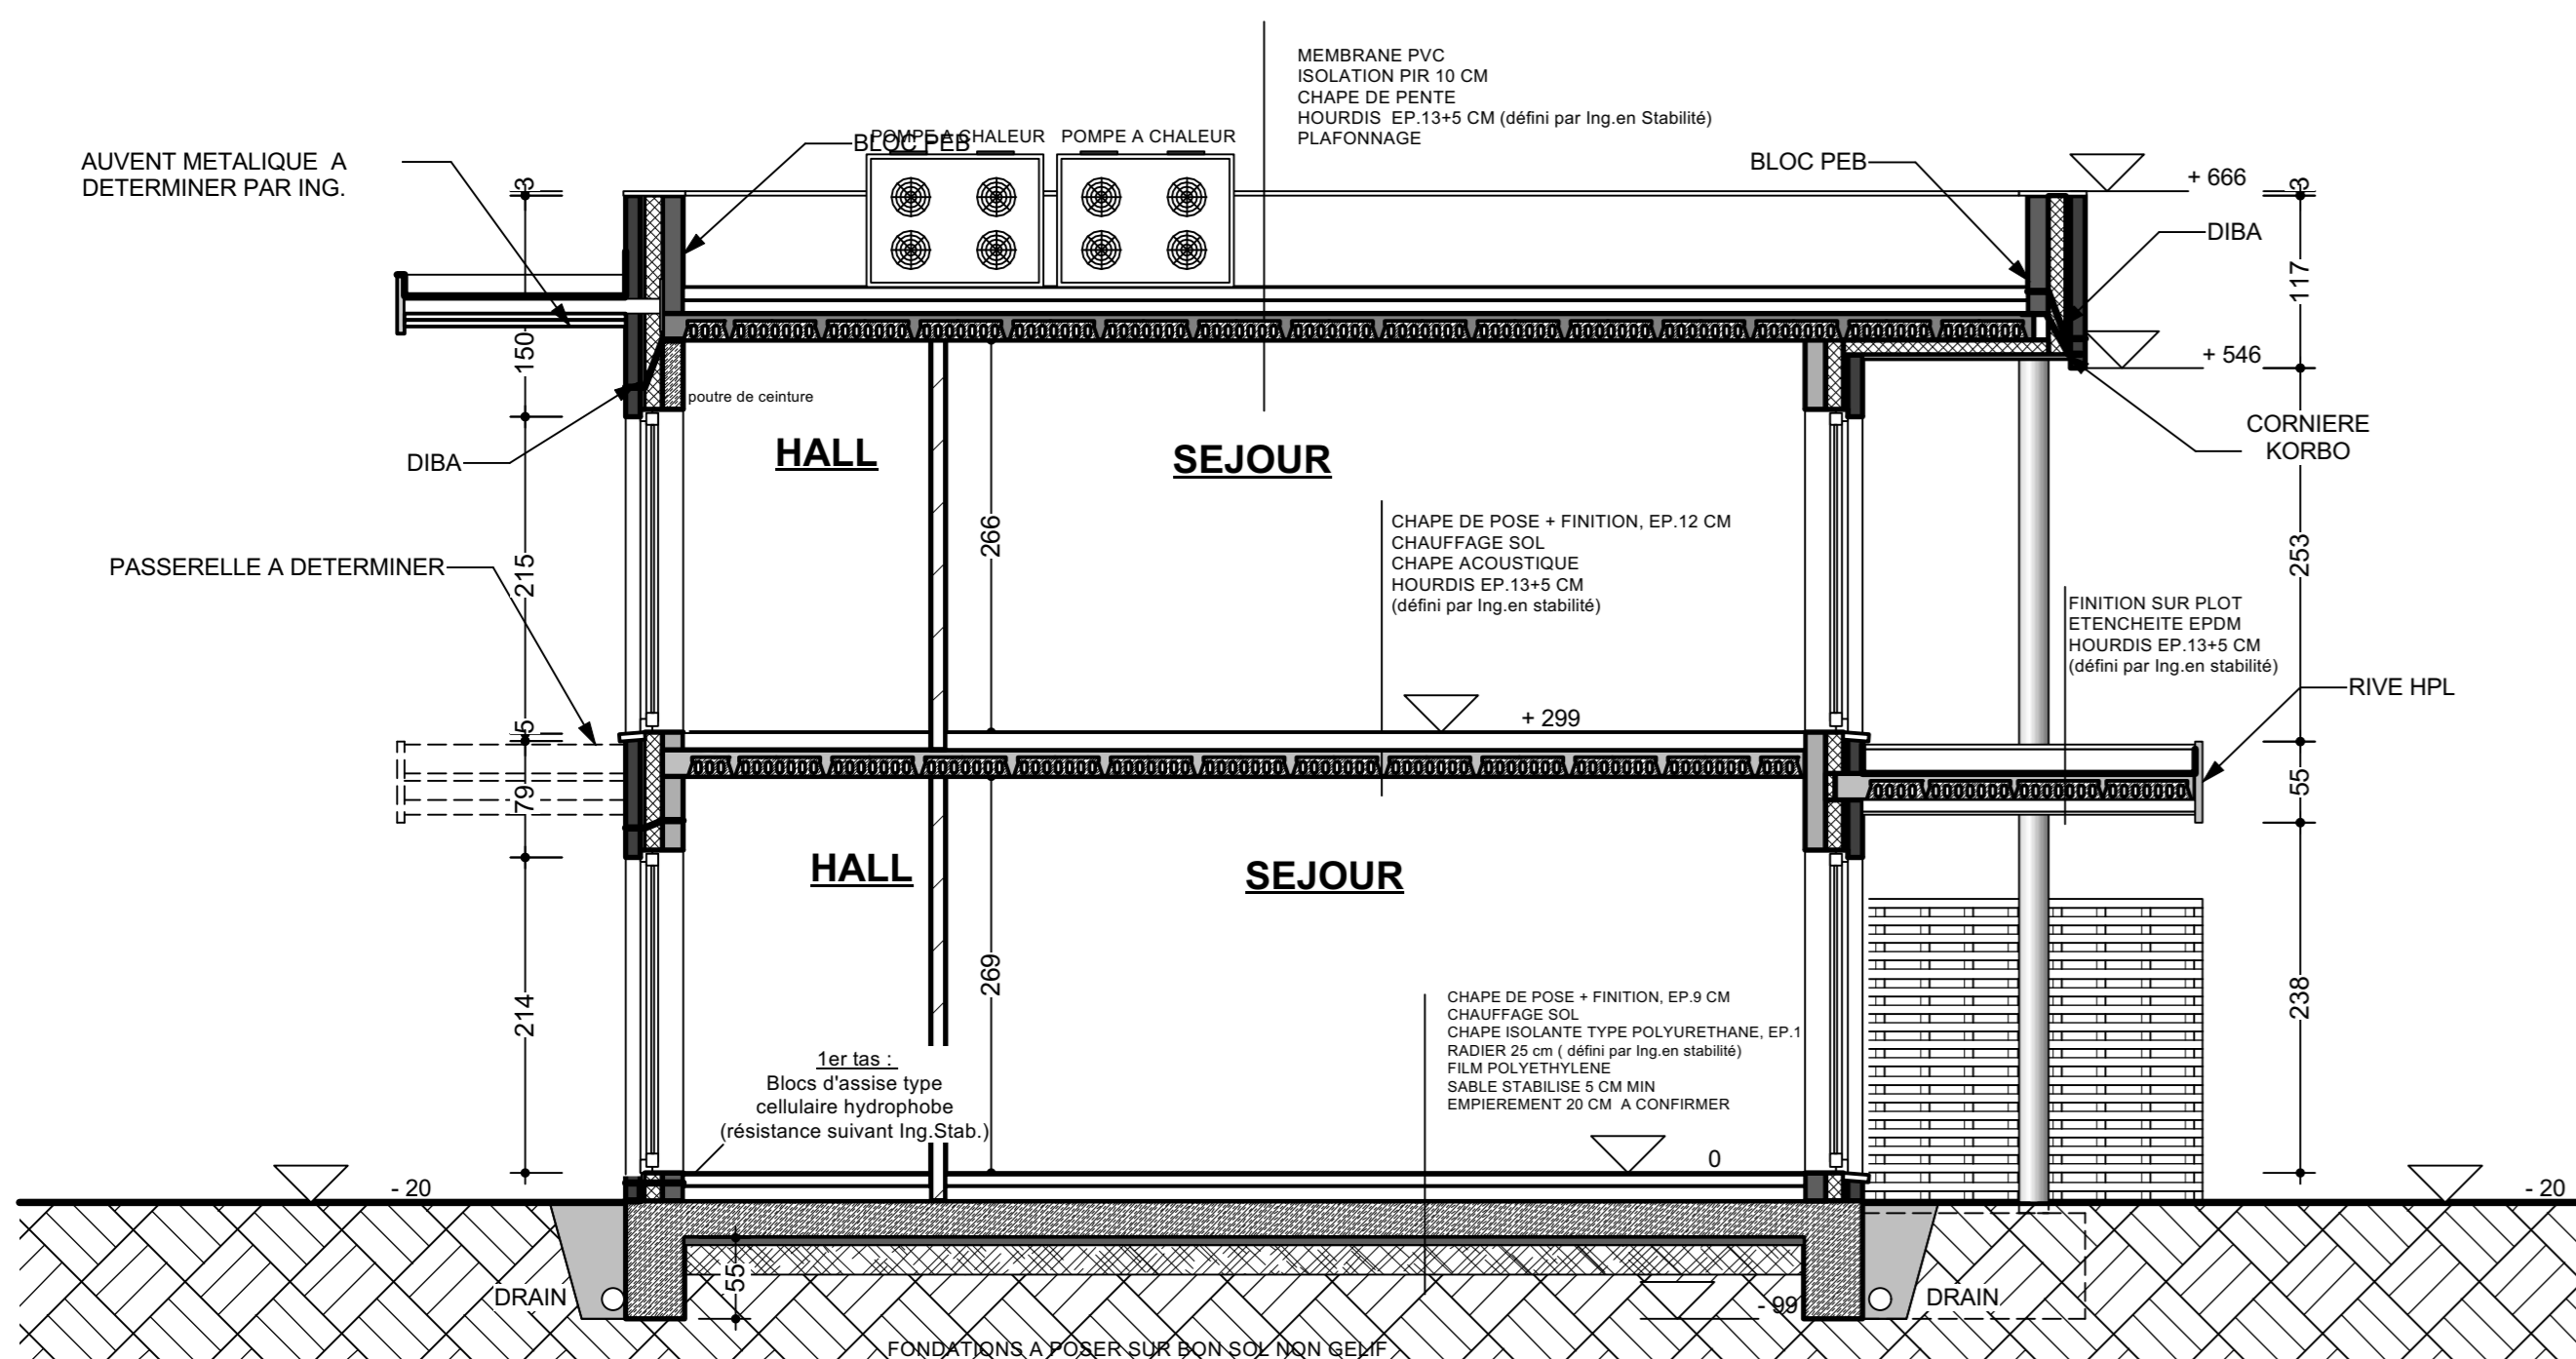 MEMBRANE PVC
ISOLATION PIR 10 CM
CHAPE DE PENTE
HOURDIS EP.13+5 CM (défini par Ing.en Stabilité)
PLAFONNAGE
AUVENT METALIQUE A
DETERMINER PAR ING.
BLOC PEB
POMPE A CHALEUR
POMPE A CHALEUR
BLOC PEB
+ 666
3
3
DIBA
117
150
+ 546
poutre de ceinture
CORNIERE
KORBO
HALL
SEJOUR
DIBA
266
CHAPE DE POSE + FINITION, EP.12 CM
CHAUFFAGE SOL
CHAPE ACOUSTIQUE
HOURDIS EP.13+5 CM
(défini par Ing.en stabilité)
253
PASSERELLE A DETERMINER
215
FINITION SUR PLOT
ETENCHEITE EPDM
HOURDIS EP.13+5 CM
(défini par Ing.en stabilité)
RIVE HPL
+ 299
5
79
55
HALL
SEJOUR
269
214
238
CHAPE DE POSE + FINITION, EP.9 CM
CHAUFFAGE SOL
CHAPE ISOLANTE TYPE POLYURETHANE, EP.1
RADIER 25 cm ( défini par Ing.en stabilité)
FILM POLYETHYLENE
SABLE STABILISE 5 CM MIN
EMPIEREMENT 20 CM A CONFIRMER
1er tas :
Blocs d'assise type
cellulaire hydrophobe
(résistance suivant Ing.Stab.)
0
- 20
- 20
55
DRAIN
- 99
DRAIN
FONDATIONS A POSER SUR BON SOL NON GELIF